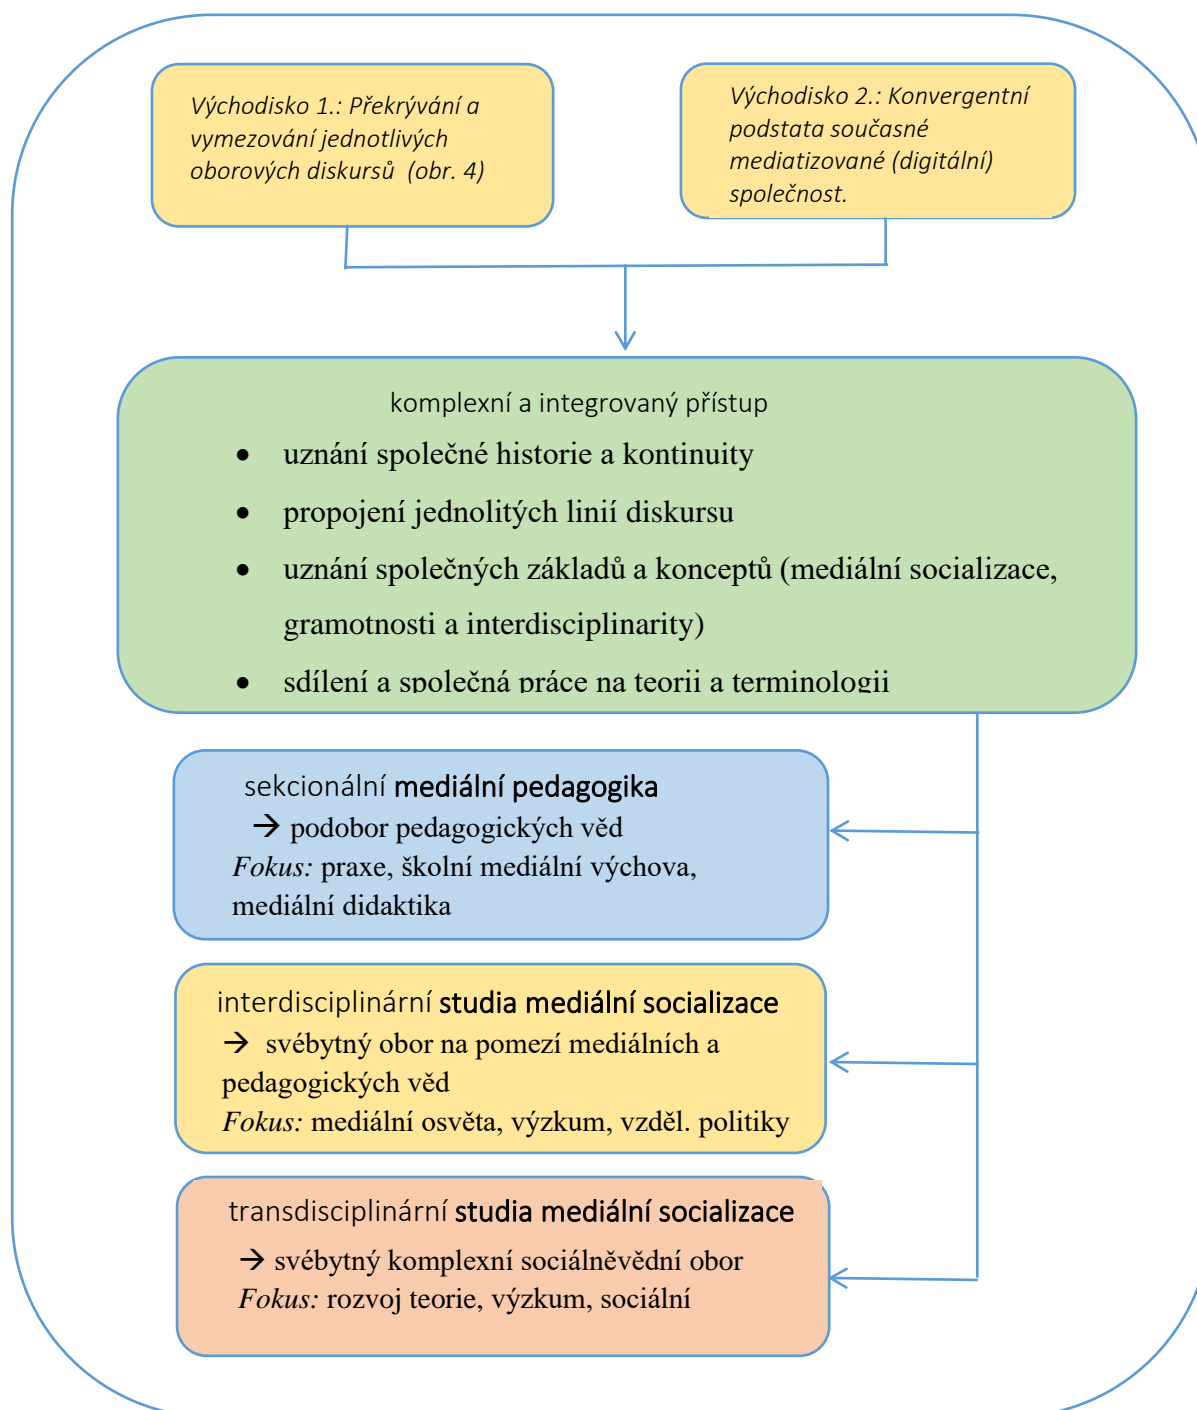 Východisko 1.: Překrývání a
vymezování jednotlivých
oborových diskursů (obr. 4)
Východisko 2.: Konvergentní
podstata současné
mediatizované (digitální)
společnost.
komplexní a integrovaný přístup
• uznání společné historie a kontinuity
• propojení jednolitých linií diskursu
• uznání společných základů a konceptů (mediální socializace,
gramotnosti a interdisciplinarity)
• sdílení a společná práce na teorii a terminologii
sekcionální mediální pedagogika
→ podobor pedagogických věd
Fokus: praxe, školní mediální výchova,
mediální didaktika
interdisciplinární studia mediální socializace
→ svébytný obor na pomezí mediálních a
pedagogických věd
Fokus: mediální osvěta, výzkum, vzděl. politiky
transdisciplinární studia mediální socializace
→ svébytný komplexní sociálněvědní obor
Fokus: rozvoj teorie, výzkum, sociální